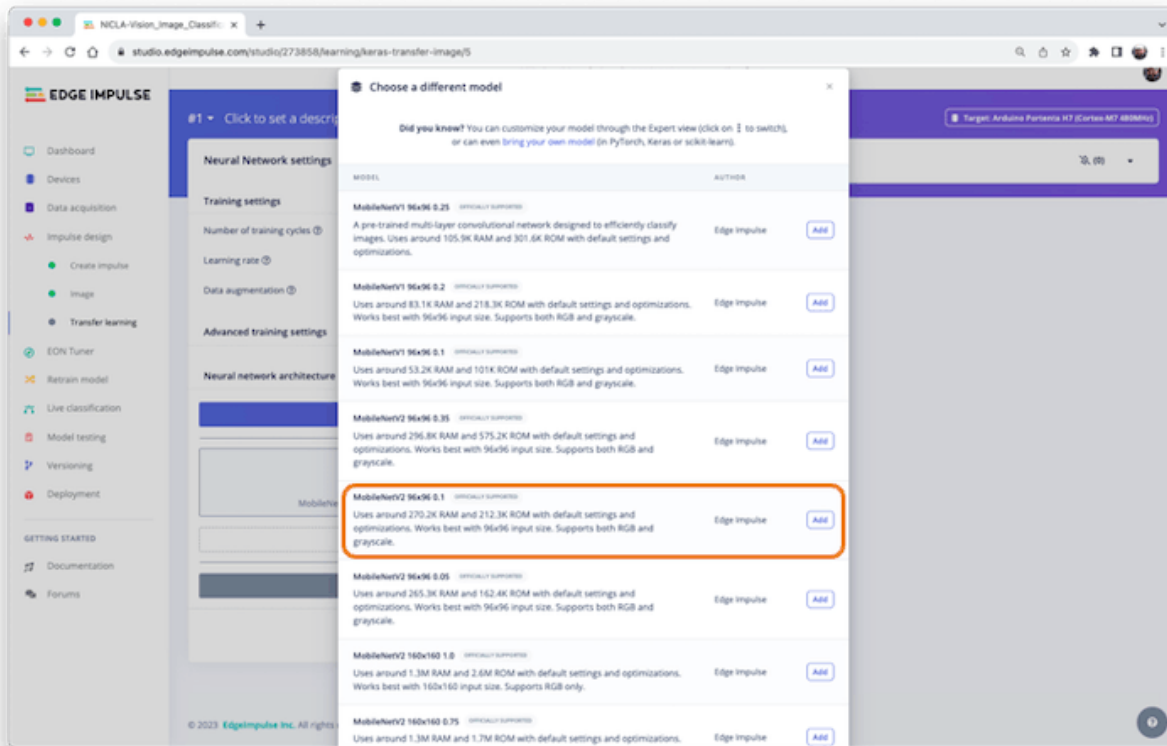 NICLA-Vision_Image_Classific
studio.edgeimpulse.com/studio/273858/learning/keras-transfer-image/5
EDGE IMPULSE
Dashboard
Devices
Data acquisition
Impulse design
Create impulse
Image
Transfer learning
EON Tuner
Retrain model
Live classification
Model testing
Versioning
Deployment
GETTING STARTED
Documentation
Forums
#1 Click to set a descrip
Target: Arduino Portenta H7 (Cortex-M7 480MHz)
(0)
Neural Network settings
Training settings
Number of training cycles
Learning rate
Data augmentation
Advanced training settings
Neural network architecture
MobileNe
© 2023 EdgeImpulse Inc. All rights
Choose a different model
Did you know? You can customize your model through the Expert view (click on ⋮ to switch),
or can even bring your own model (in PyTorch, Keras or scikit-learn).
MODEL AUTHOR
MobileNetV1 96x96 0.25 OFFICIALLY SUPPORTED
A pre-trained multi-layer convolutional network designed to efficiently classify
images. Uses around 105.9K RAM and 301.6K ROM with default settings and
optimizations.
Edge Impulse Add
MobileNetV1 96x96 0.2 OFFICIALLY SUPPORTED
Uses around 83.1K RAM and 218.3K ROM with default settings and optimizations.
Works best with 96x96 input size. Supports both RGB and grayscale.
Edge Impulse Add
MobileNetV1 96x96 0.1 OFFICIALLY SUPPORTED
Uses around 53.2K RAM and 101K ROM with default settings and optimizations.
Works best with 96x96 input size. Supports both RGB and grayscale.
Edge Impulse Add
MobileNetV2 96x96 0.35 OFFICIALLY SUPPORTED
Uses around 296.8K RAM and 575.2K ROM with default settings and
optimizations. Works best with 96x96 input size. Supports both RGB and
grayscale.
Edge Impulse Add
MobileNetV2 96x96 0.1 OFFICIALLY SUPPORTED
Uses around 270.2K RAM and 212.3K ROM with default settings and
optimizations. Works best with 96x96 input size. Supports both RGB and
grayscale.
Edge Impulse Add
MobileNetV2 96x96 0.05 OFFICIALLY SUPPORTED
Uses around 265.3K RAM and 162.4K ROM with default settings and
optimizations. Works best with 96x96 input size. Supports both RGB and
grayscale.
Edge Impulse Add
MobileNetV2 160x160 1.0 OFFICIALLY SUPPORTED
Uses around 1.3M RAM and 2.6M ROM with default settings and optimizations.
Works best with 160x160 input size. Supports RGB only.
Edge Impulse Add
MobileNetV2 160x160 0.75 OFFICIALLY SUPPORTED
Uses around 1.3M RAM and 1.7M ROM with default settings and optimizations.
Edge Impulse Add